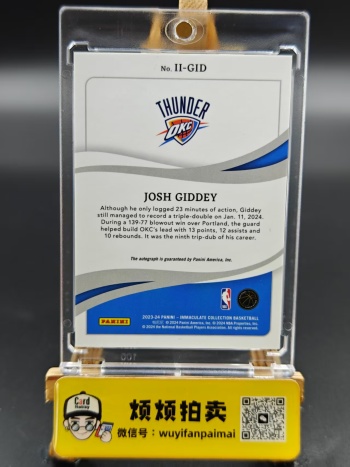 No. II-GID
THUNDER
OKC
JOSH GIDDEY
Although he only logged 23 minutes of action, Giddey
still managed to record a triple-double on Jan. 11, 2024.
During a 139-77 blowout win over Portland, the guard
helped build OKC's lead with 13 points, 12 assists and
10 rebounds. It was the ninth trip-dub of his career.
The autograph is guaranteed by Panini America, Inc.
PANINI
2023-24 PANINI - IMMACULATE COLLECTION BASKETBALL
Card
烦烦拍卖
微信号：wuyifanpaimai